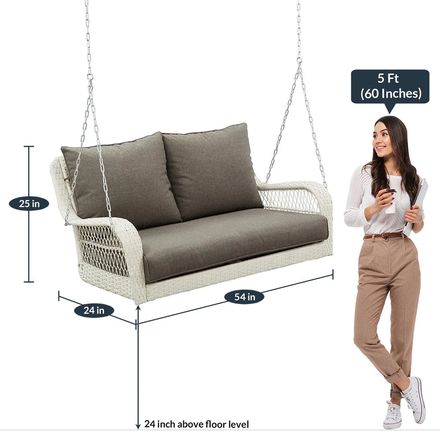 5 Ft
(60 Inches)
25 in
24 in
54 in
24 inch above floor level